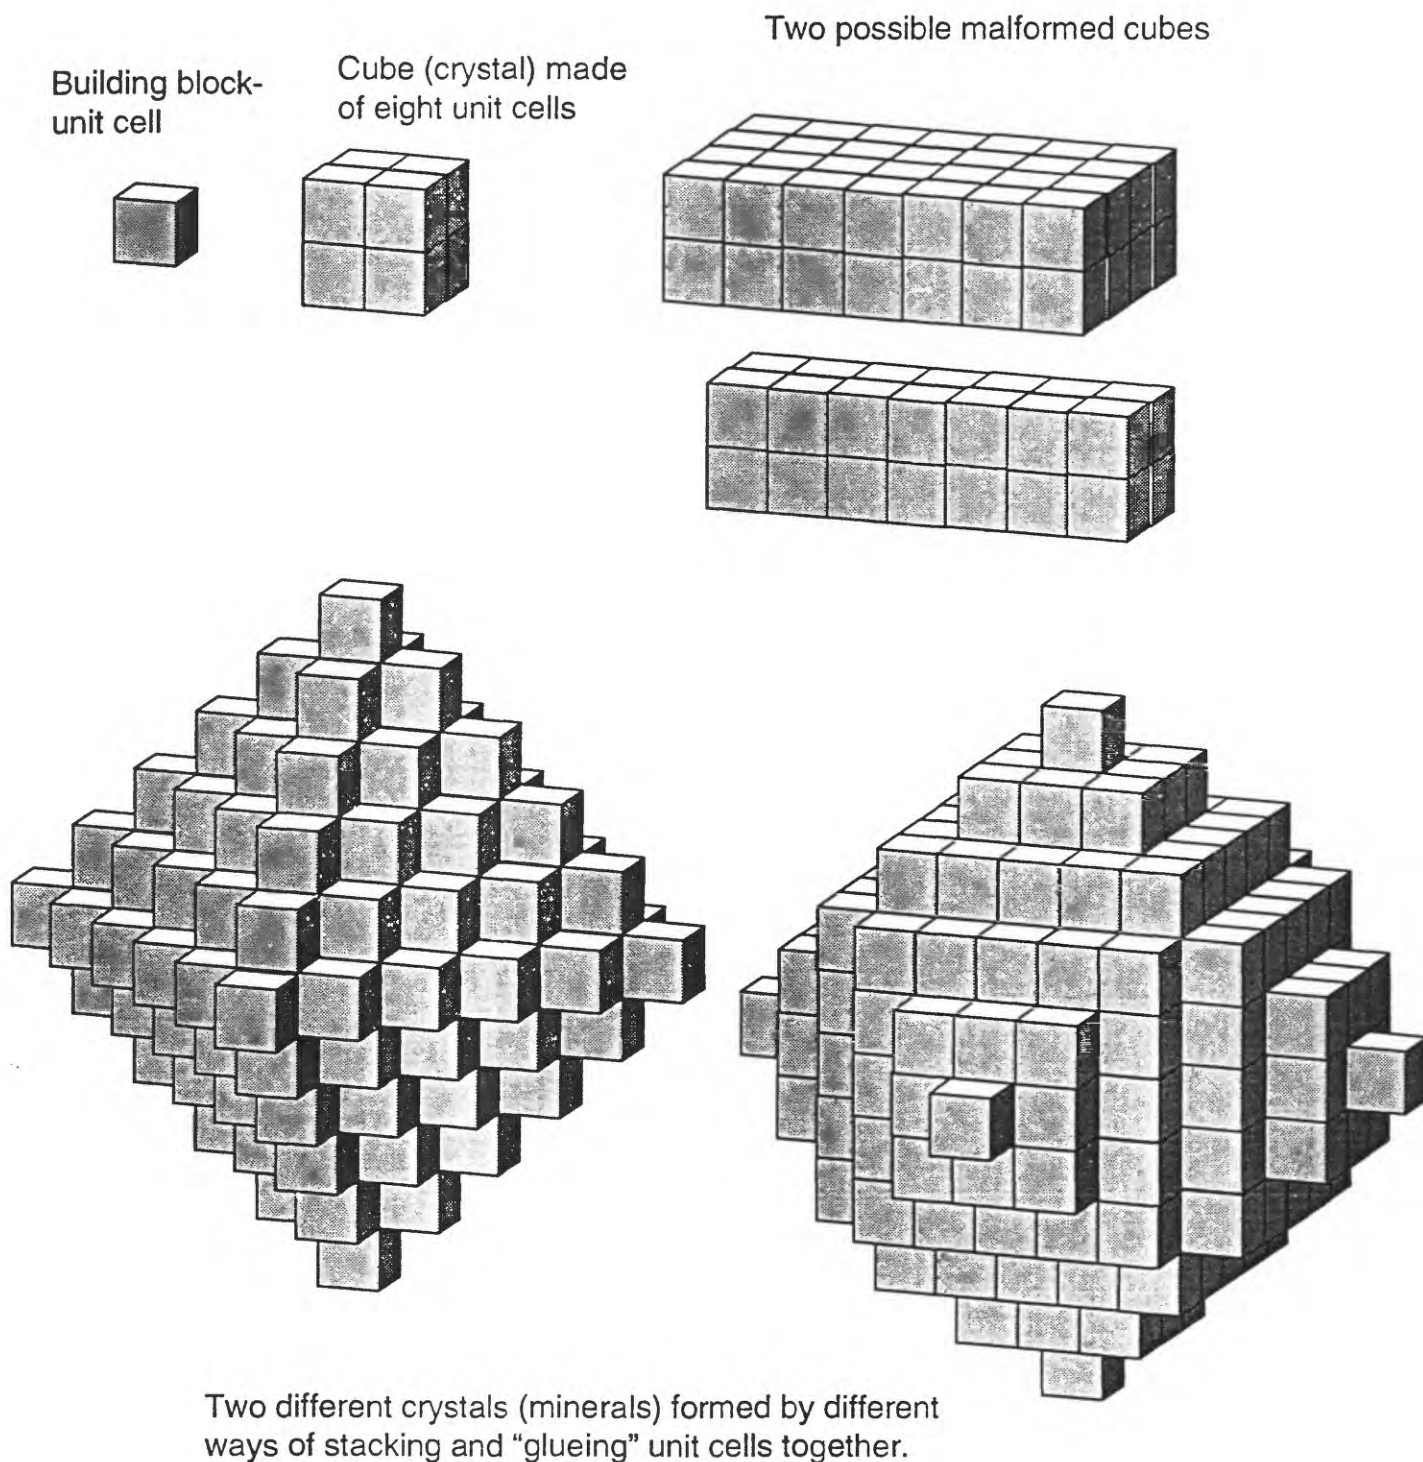 Two possible malformed cubes
Building block-
unit cell
Cube (crystal) made
of eight unit cells
Two different crystals (minerals) formed by different
ways of stacking and “glueing” unit cells together.